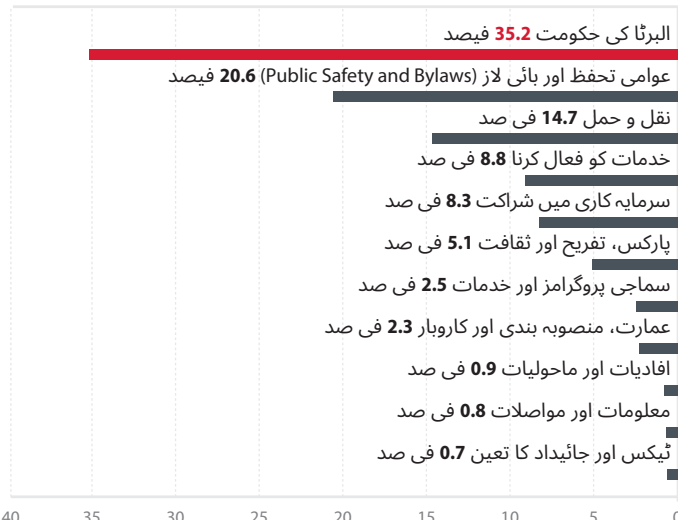 البرٹا کی حکومت 35.2 فیصد
عوامی تحفظ اور بائی لاز (Public Safety and Bylaws) 20.6 فیصد
نقل و حمل 14.7 فی صد
خدمات کو فعال کرنا 8.8 فی صد
سرمایہ کاری میں شراکت 8.3 فی صد
پارکس، تفریح اور ثقافت 5.1 فی صد
سماجی پروگرامز اور خدمات 2.5 فی صد
عمارت، منصوبہ بندی اور کاروبار 2.3 فی صد
افادیات اور ماحولیات 0.9 فی صد
معلومات اور مواصلات 0.8 فی صد
ٹیکس اور جائیداد کا تعین 0.7 فی صد
40 35 30 25 20 15 10 5 0